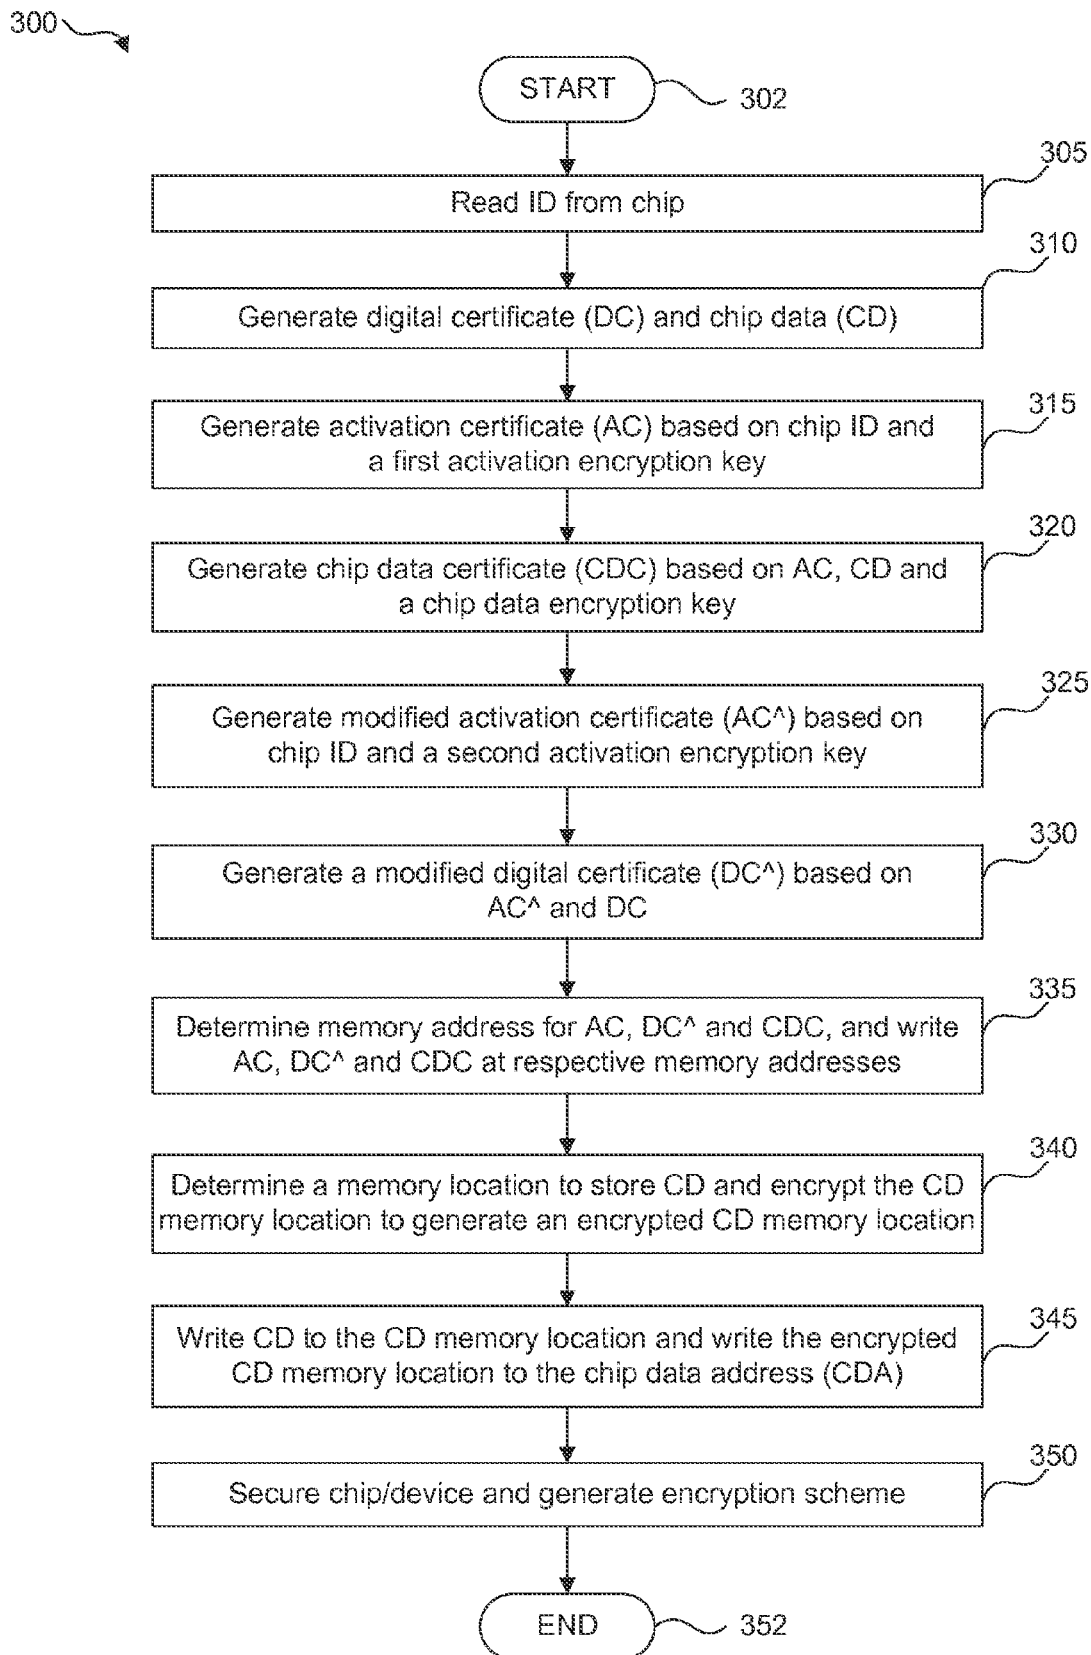 300
START
302
305
Read ID from chip
310
Generate digital certificate (DC) and chip data (CD)
315
Generate activation certificate (AC) based on chip ID and
a first activation encryption key
320
Generate chip data certificate (CDC) based on AC, CD and
a chip data encryption key
325
Generate modified activation certificate (AC^) based on
chip ID and a second activation encryption key
330
Generate a modified digital certificate (DC^) based on
AC^ and DC
335
Determine memory address for AC, DC^ and CDC, and write
AC, DC^ and CDC at respective memory addresses
340
Determine a memory location to store CD and encrypt the CD
memory location to generate an encrypted CD memory location
345
Write CD to the CD memory location and write the encrypted
CD memory location to the chip data address (CDA)
350
Secure chip/device and generate encryption scheme
END
352